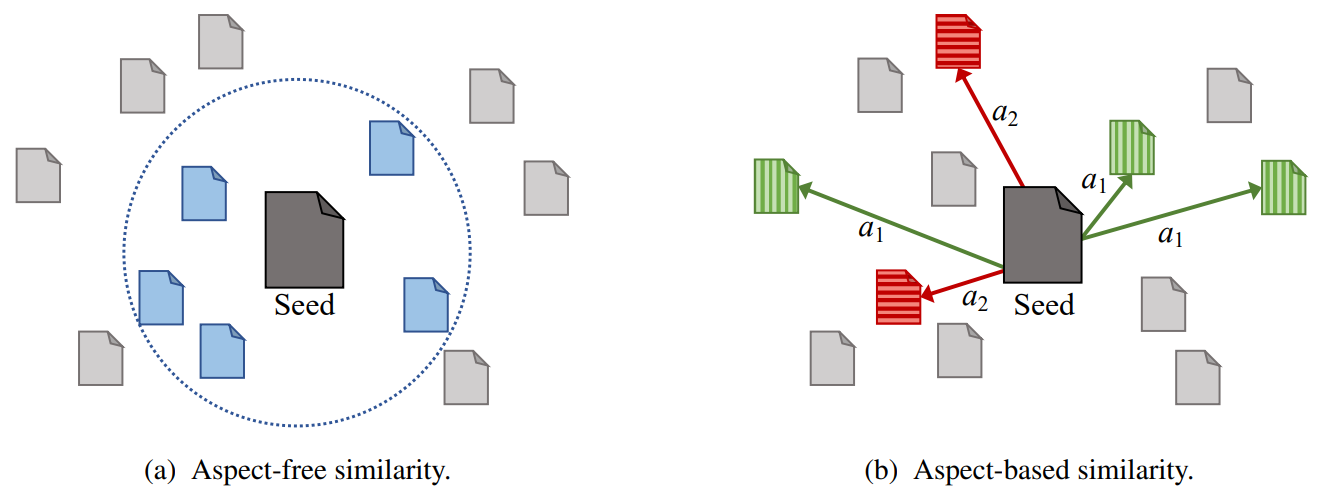 Seed
(a) Aspect-free similarity.
a₂
a₁
a₁
a₁
a₂
Seed
(b) Aspect-based similarity.